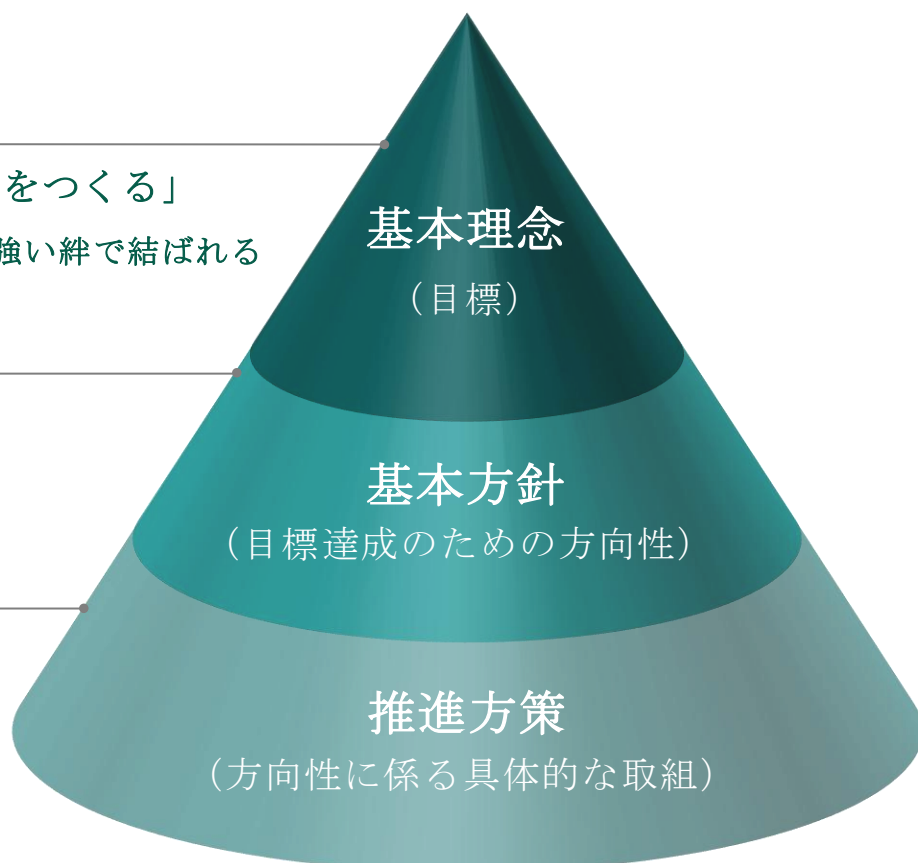 をつくる」
強い絆で結ばれる
基本理念
（目標）
基本方針
（目標達成のための方向性）
推進方策
（方向性に係る具体的な取組）